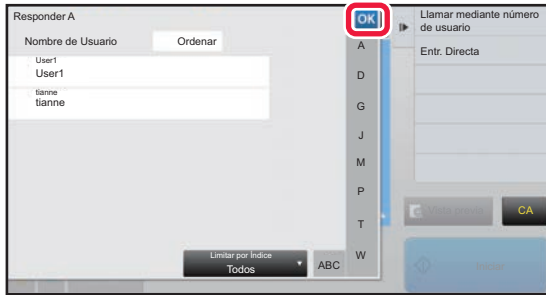 Responder A
OK
Nombre de Usuario
Ordenar
User1
User1
tianne
tianne
A
D
G
J
M
P
T
W
Limitar por Índice
Todos
ABC
Llamar mediante número
de usuario
Entr. Directa
CA